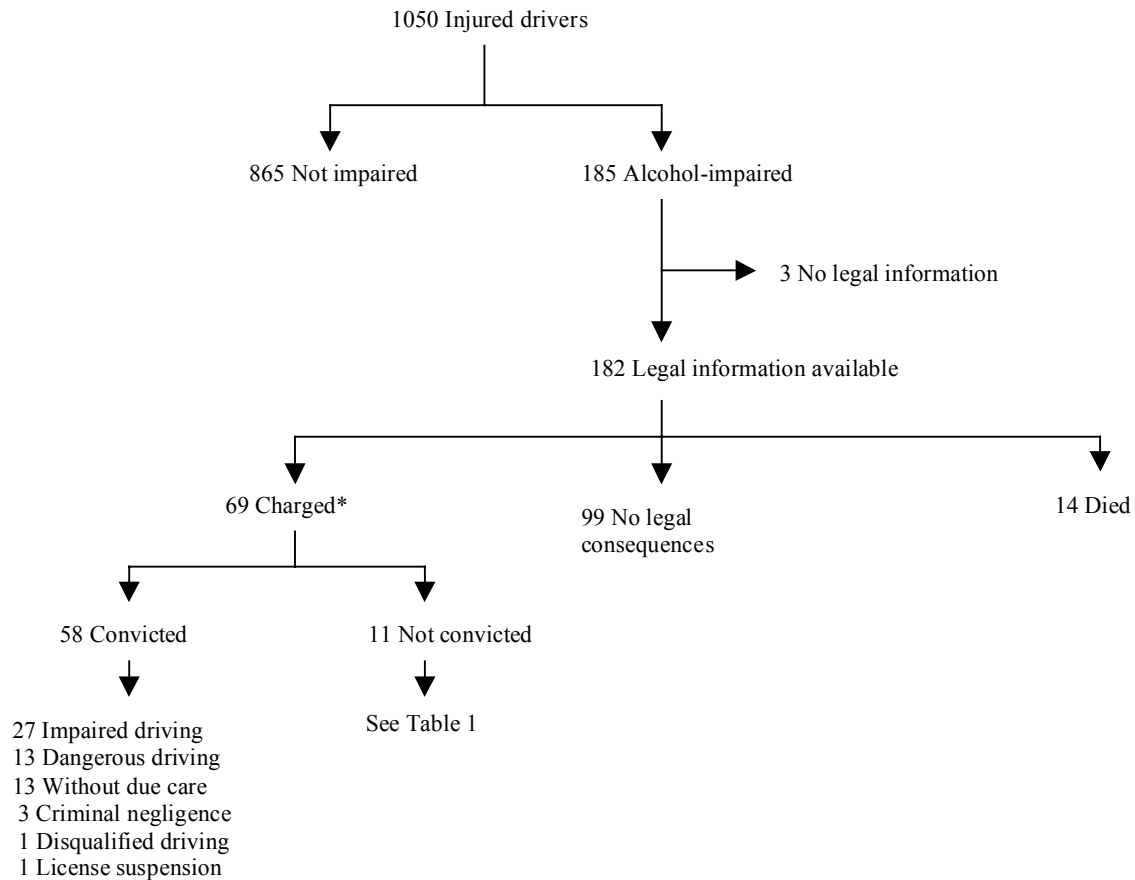 1050 Injured drivers
865 Not impaired
185 Alcohol-impaired
3 No legal information
182 Legal information available
69 Charged*
99 No legal
consequences
14 Died
58 Convicted
11 Not convicted
27 Impaired driving
13 Dangerous driving
13 Without due care
3 Criminal negligence
1 Disqualified driving
1 License suspension
See Table 1